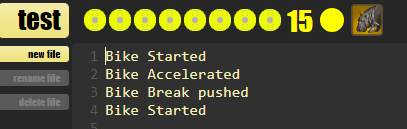 test
15
new file
rename file
delete file
1 Bike Started
2 Bike Accelerated
3 Bike Break pushed
4 Bike Started
5